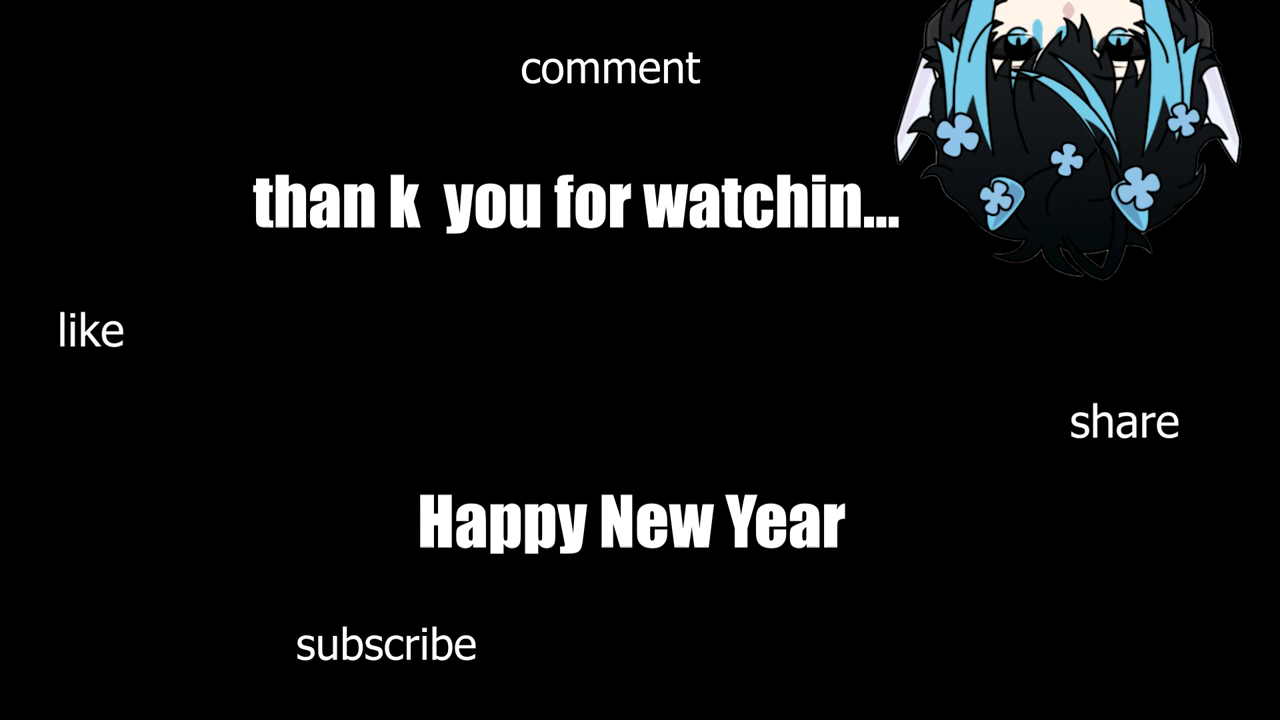 comment
than k  you for watchin...
like
share
Happy New Year
subscribe